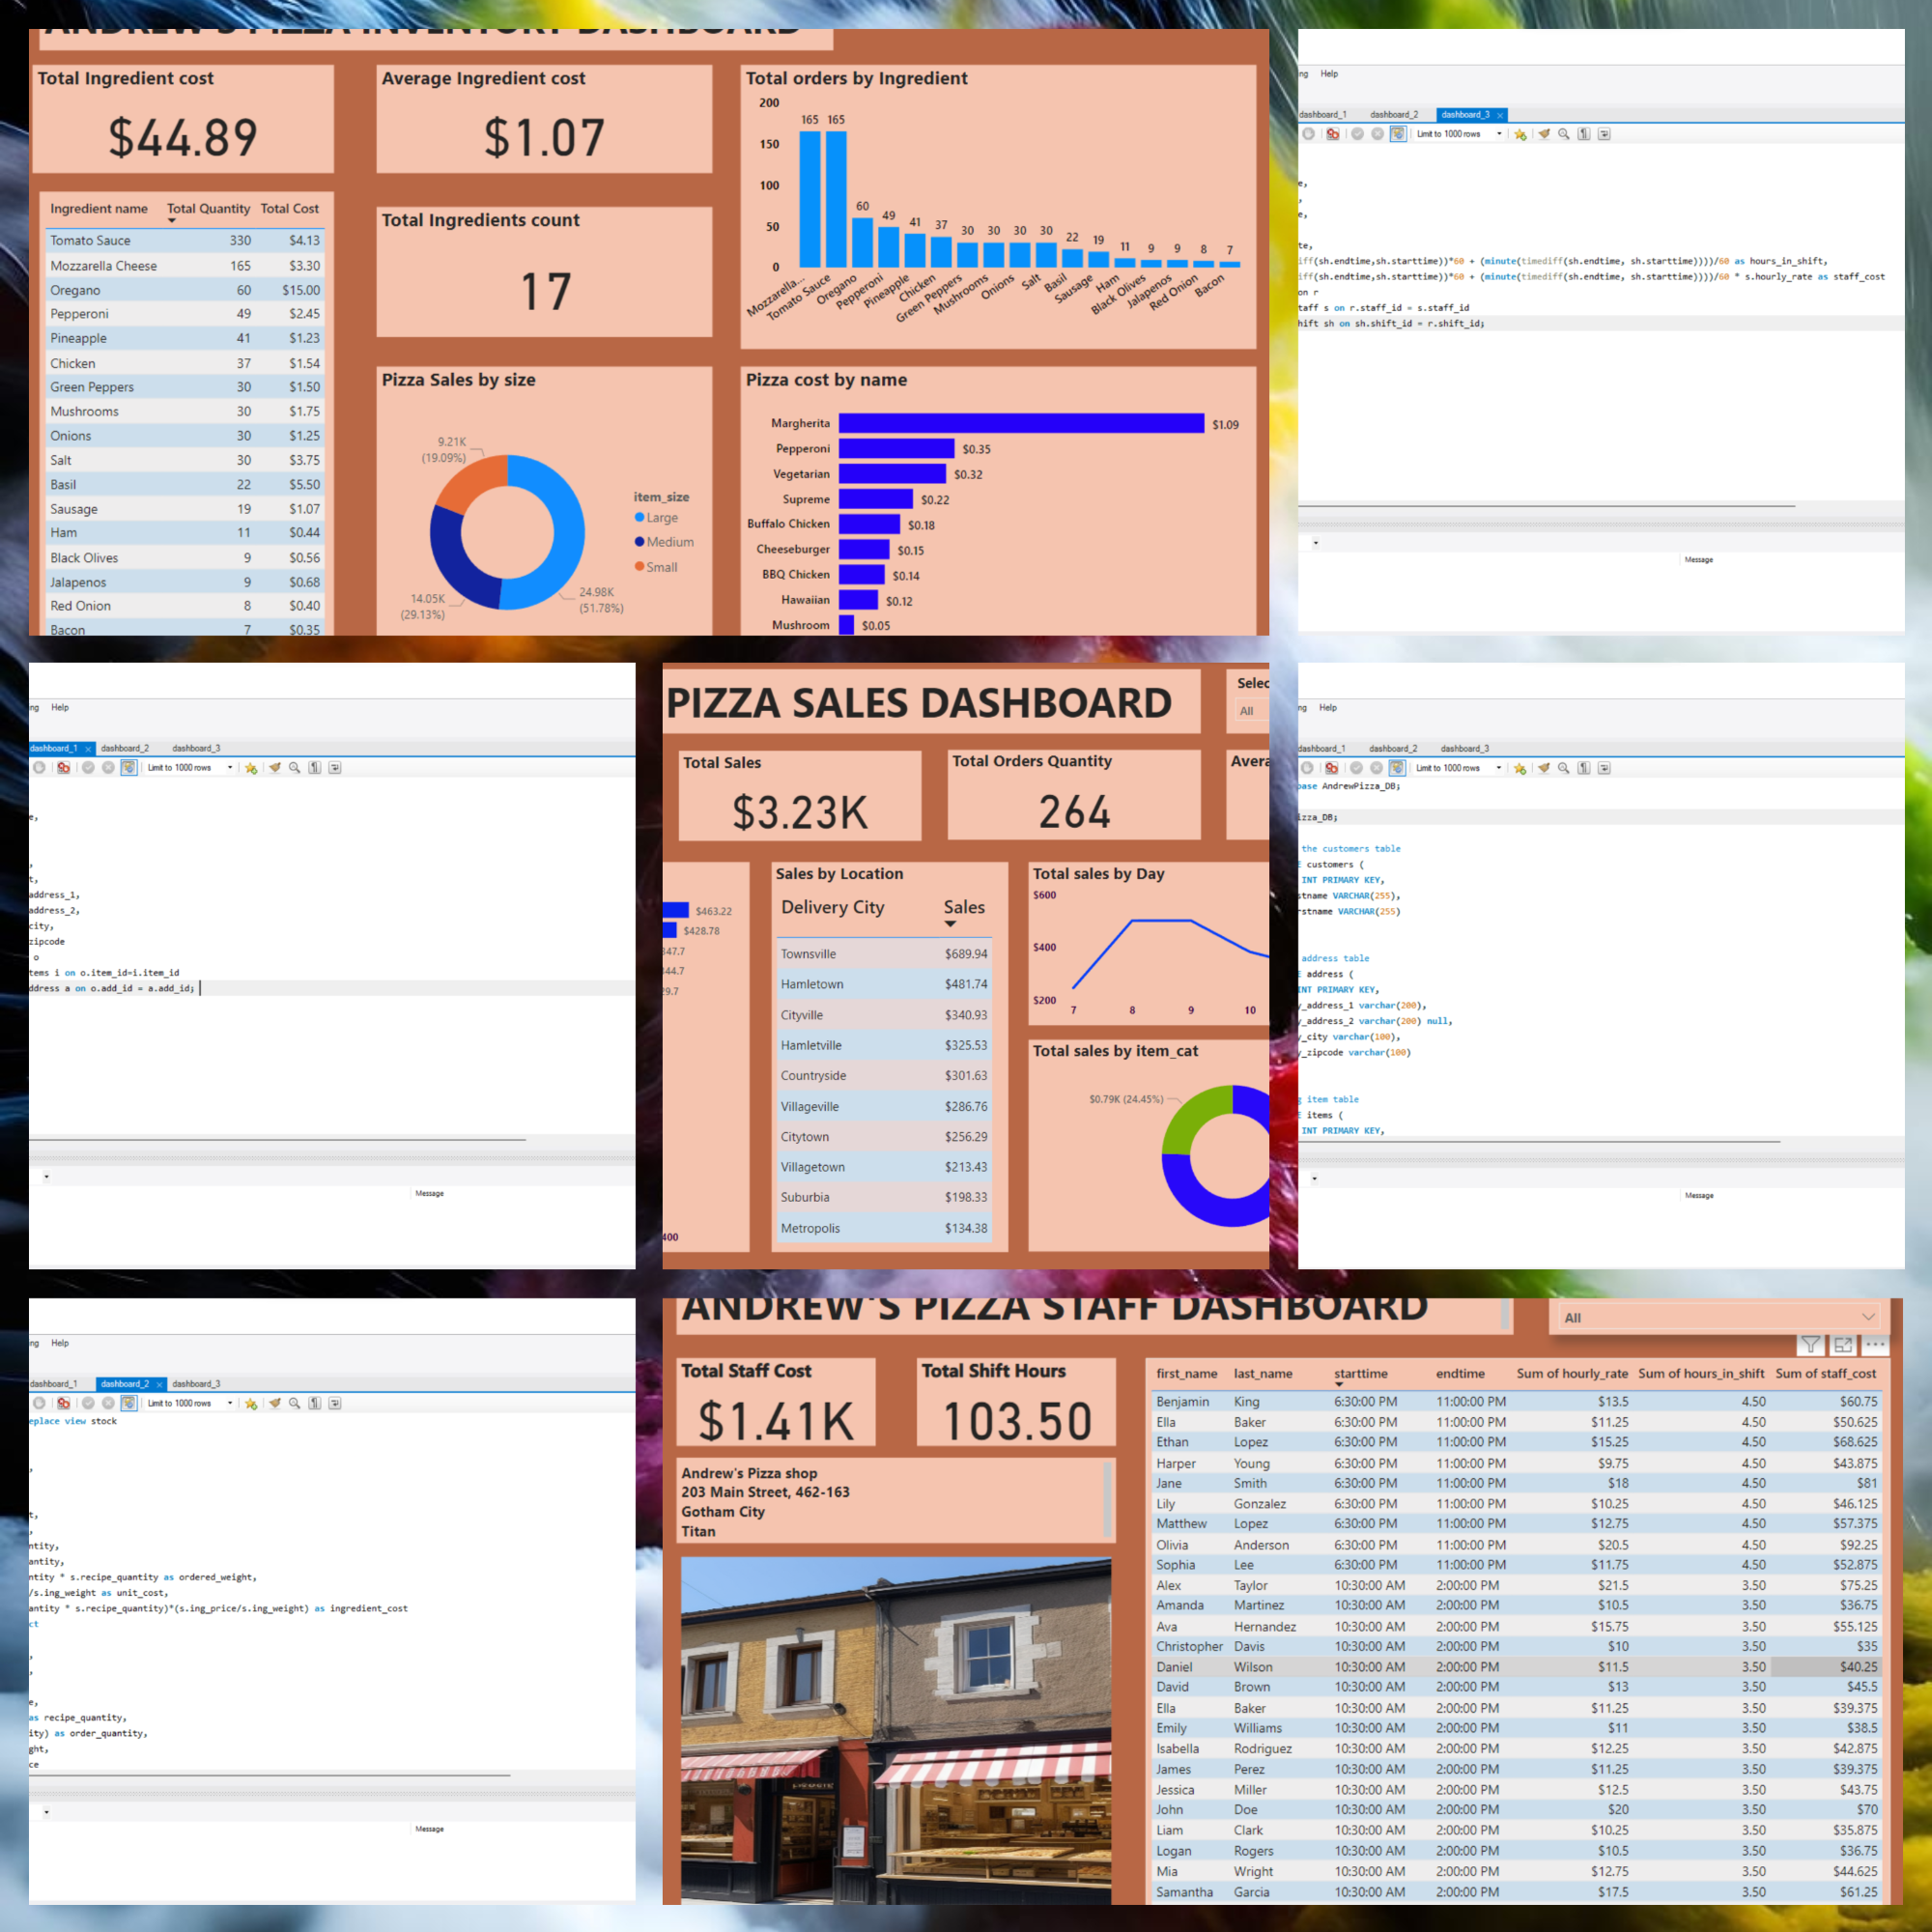 ANDREW'S PIZZA INVENTORY DASHBOARD
Total Ingredient cost
$44.89
Average Ingredient cost
$1.07
Total Ingredients count
17
Ingredient name Total Quantity Total Cost
Tomato Sauce 330 $4.13
Mozzarella Cheese 165 $3.30
Oregano 60 $15.00
Pepperoni 49 $2.45
Pineapple 41 $1.23
Chicken 37 $1.54
Green Peppers 30 $1.50
Mushrooms 30 $1.75
Onions 30 $1.25
Salt 30 $3.75
Basil 22 $5.50
Sausage 19 $1.07
Ham 11 $0.44
Black Olives 9 $0.56
Jalapenos 9 $0.68
Red Onion 8 $0.40
Bacon 7 $0.35
Total orders by Ingredient
200
150
100
50
0
165 165 60 49 41 37 30 30 30 30 22 19 11 9 9 8 7
Mozzarella... Tomato Sauce Oregano Pepperoni Pineapple Chicken Green Peppers Mushrooms Onions Salt Basil Sausage Ham Black Olives Jalapenos Red Onion Bacon
Pizza Sales by size
9.21K
(19.09%)
14.05K
(29.13%)
24.98K
(51.78%)
item_size
Large
Medium
Small
Pizza cost by name
Margherita $1.09
Pepperoni $0.35
Vegetarian $0.32
Supreme $0.22
Buffalo Chicken $0.18
Cheeseburger $0.15
BBQ Chicken $0.14
Hawaiian $0.12
Mushroom $0.05
ng Help
dashboard_1 dashboard_2 dashboard_3
Limit to 1000 rows
e,
,
e,
te,
iff(sh.endtime,sh.starttime))*60 + (minute(timediff(sh.endtime, sh.starttime))))/60 as hours_in_shift,
iff(sh.endtime,sh.starttime))*60 + (minute(timediff(sh.endtime, sh.starttime))))/60 * s.hourly_rate as staff_cost
on r
taff s on r.staff_id = s.staff_id
hift sh on sh.shift_id = r.shift_id;
Message
ng Help
dashboard_1 dashboard_2 dashboard_3
Limit to 1000 rows
e,
,
t,
address_1,
address_2,
city,
zipcode
o
tems i on o.item_id=i.item_id
ddress a on o.add_id = a.add_id;
Message
PIZZA SALES DASHBOARD
Selec
All
Total Sales
$3.23K
Total Orders Quantity
264
Avera
$463.22
$428.78
347.7
344.7
29.7
400
Sales by Location
Delivery City Sales
Townsville $689.94
Hamletown $481.74
Cityville $340.93
Hamletville $325.53
Countryside $301.63
Villageville $286.76
Citytown $256.29
Villagetown $213.43
Suburbia $198.33
Metropolis $134.38
Total sales by Day
$600
$400
$200
7 8 9 10
Total sales by item_cat
$0.79K (24.45%)
ng Help
dashboard_1 dashboard_2 dashboard_3
Limit to 1000 rows
base AndrewPizza_DB;
izza_DB;
the customers table
E customers (
INT PRIMARY KEY,
stname VARCHAR(255),
rstname VARCHAR(255)
address table
E address (
INT PRIMARY KEY,
y_address_1 varchar(200),
y_address_2 varchar(200) null,
y_city varchar(100),
y_zipcode varchar(100)
g item table
E items (
INT PRIMARY KEY,
Message
ng Help
dashboard_1 dashboard_2 dashboard_3
Limit to 1000 rows
eplace view stock
,
t,
,
ntity,
antity,
ntity * s.recipe_quantity as ordered_weight,
/s.ing_weight as unit_cost,
antity * s.recipe_quantity)*(s.ing_price/s.ing_weight) as ingredient_cost
ct
,
,
e,
as recipe_quantity,
ity) as order_quantity,
ght,
ce
Message
ANDREW'S PIZZA STAFF DASHBOARD
All
Total Staff Cost
$1.41K
Total Shift Hours
103.50
Andrew's Pizza shop
203 Main Street, 462-163
Gotham City
Titan
first_name last_name starttime endtime Sum of hourly_rate Sum of hours_in_shift Sum of staff_cost
Benjamin King 6:30:00 PM 11:00:00 PM $13.5 4.50 $60.75
Ella Baker 6:30:00 PM 11:00:00 PM $11.25 4.50 $50.625
Ethan Lopez 6:30:00 PM 11:00:00 PM $15.25 4.50 $68.625
Harper Young 6:30:00 PM 11:00:00 PM $9.75 4.50 $43.875
Jane Smith 6:30:00 PM 11:00:00 PM $18 4.50 $81
Lily Gonzalez 6:30:00 PM 11:00:00 PM $10.25 4.50 $46.125
Matthew Lopez 6:30:00 PM 11:00:00 PM $12.75 4.50 $57.375
Olivia Anderson 6:30:00 PM 11:00:00 PM $20.5 4.50 $92.25
Sophia Lee 6:30:00 PM 11:00:00 PM $11.75 4.50 $52.875
Alex Taylor 10:30:00 AM 2:00:00 PM $21.5 3.50 $75.25
Amanda Martinez 10:30:00 AM 2:00:00 PM $10.5 3.50 $36.75
Ava Hernandez 10:30:00 AM 2:00:00 PM $15.75 3.50 $55.125
Christopher Davis 10:30:00 AM 2:00:00 PM $10 3.50 $35
Daniel Wilson 10:30:00 AM 2:00:00 PM $11.5 3.50 $40.25
David Brown 10:30:00 AM 2:00:00 PM $13 3.50 $45.5
Ella Baker 10:30:00 AM 2:00:00 PM $11.25 3.50 $39.375
Emily Williams 10:30:00 AM 2:00:00 PM $11 3.50 $38.5
Isabella Rodriguez 10:30:00 AM 2:00:00 PM $12.25 3.50 $42.875
James Perez 10:30:00 AM 2:00:00 PM $11.25 3.50 $39.375
Jessica Miller 10:30:00 AM 2:00:00 PM $12.5 3.50 $43.75
John Doe 10:30:00 AM 2:00:00 PM $20 3.50 $70
Liam Clark 10:30:00 AM 2:00:00 PM $10.25 3.50 $35.875
Logan Rogers 10:30:00 AM 2:00:00 PM $10.5 3.50 $36.75
Mia Wright 10:30:00 AM 2:00:00 PM $12.75 3.50 $44.625
Samantha Garcia 10:30:00 AM 2:00:00 PM $17.5 3.50 $61.25